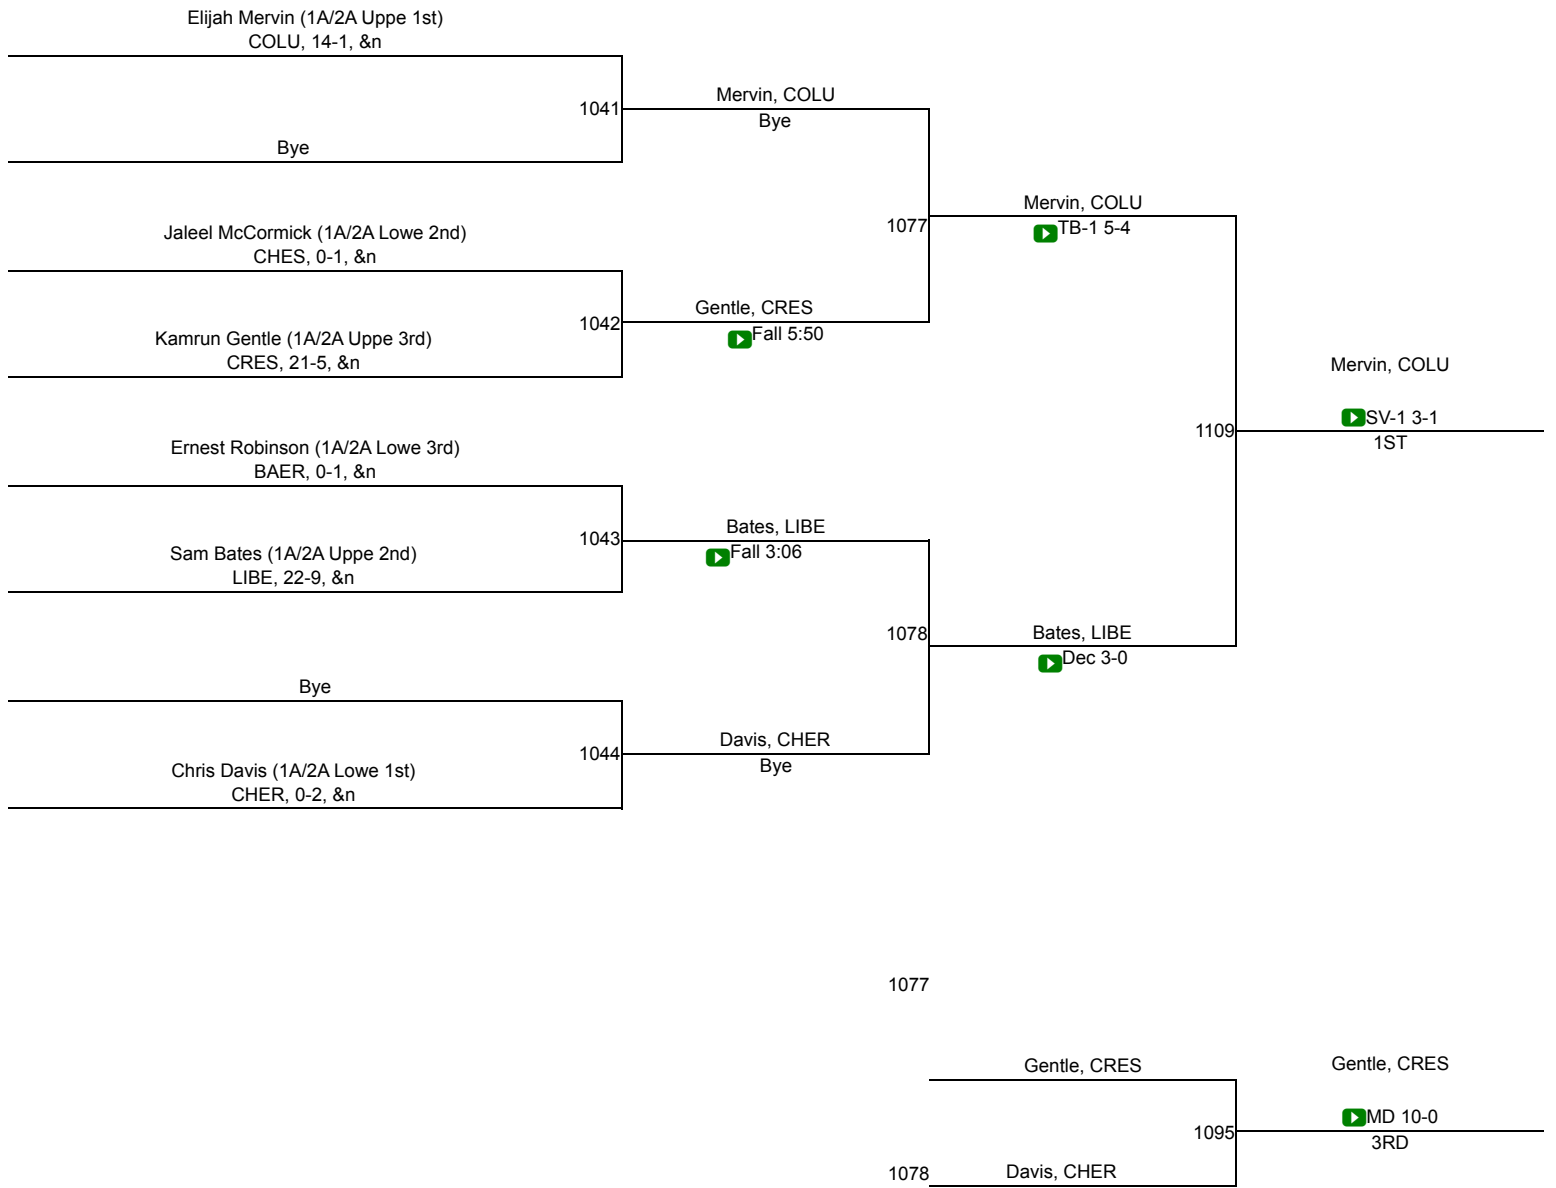 Elijah Mervin (1A/2A Uppe 1st)
COLU, 14-1, &n
1041
Mervin, COLU
Bye
Bye
1077
Mervin, COLU
TB-1 5-4
Jaleel McCormick (1A/2A Lowe 2nd)
CHES, 0-1, &n
1042
Gentle, CRES
Fall 5:50
Kamrun Gentle (1A/2A Uppe 3rd)
CRES, 21-5, &n
1109
Mervin, COLU
SV-1 3-1
1ST
Ernest Robinson (1A/2A Lowe 3rd)
BAER, 0-1, &n
1043
Bates, LIBE
Fall 3:06
Sam Bates (1A/2A Uppe 2nd)
LIBE, 22-9, &n
1078
Bates, LIBE
Dec 3-0
Bye
1044
Davis, CHER
Bye
Chris Davis (1A/2A Lowe 1st)
CHER, 0-2, &n
1077
Gentle, CRES
Gentle, CRES
MD 10-0
1095
3RD
1078
Davis, CHER